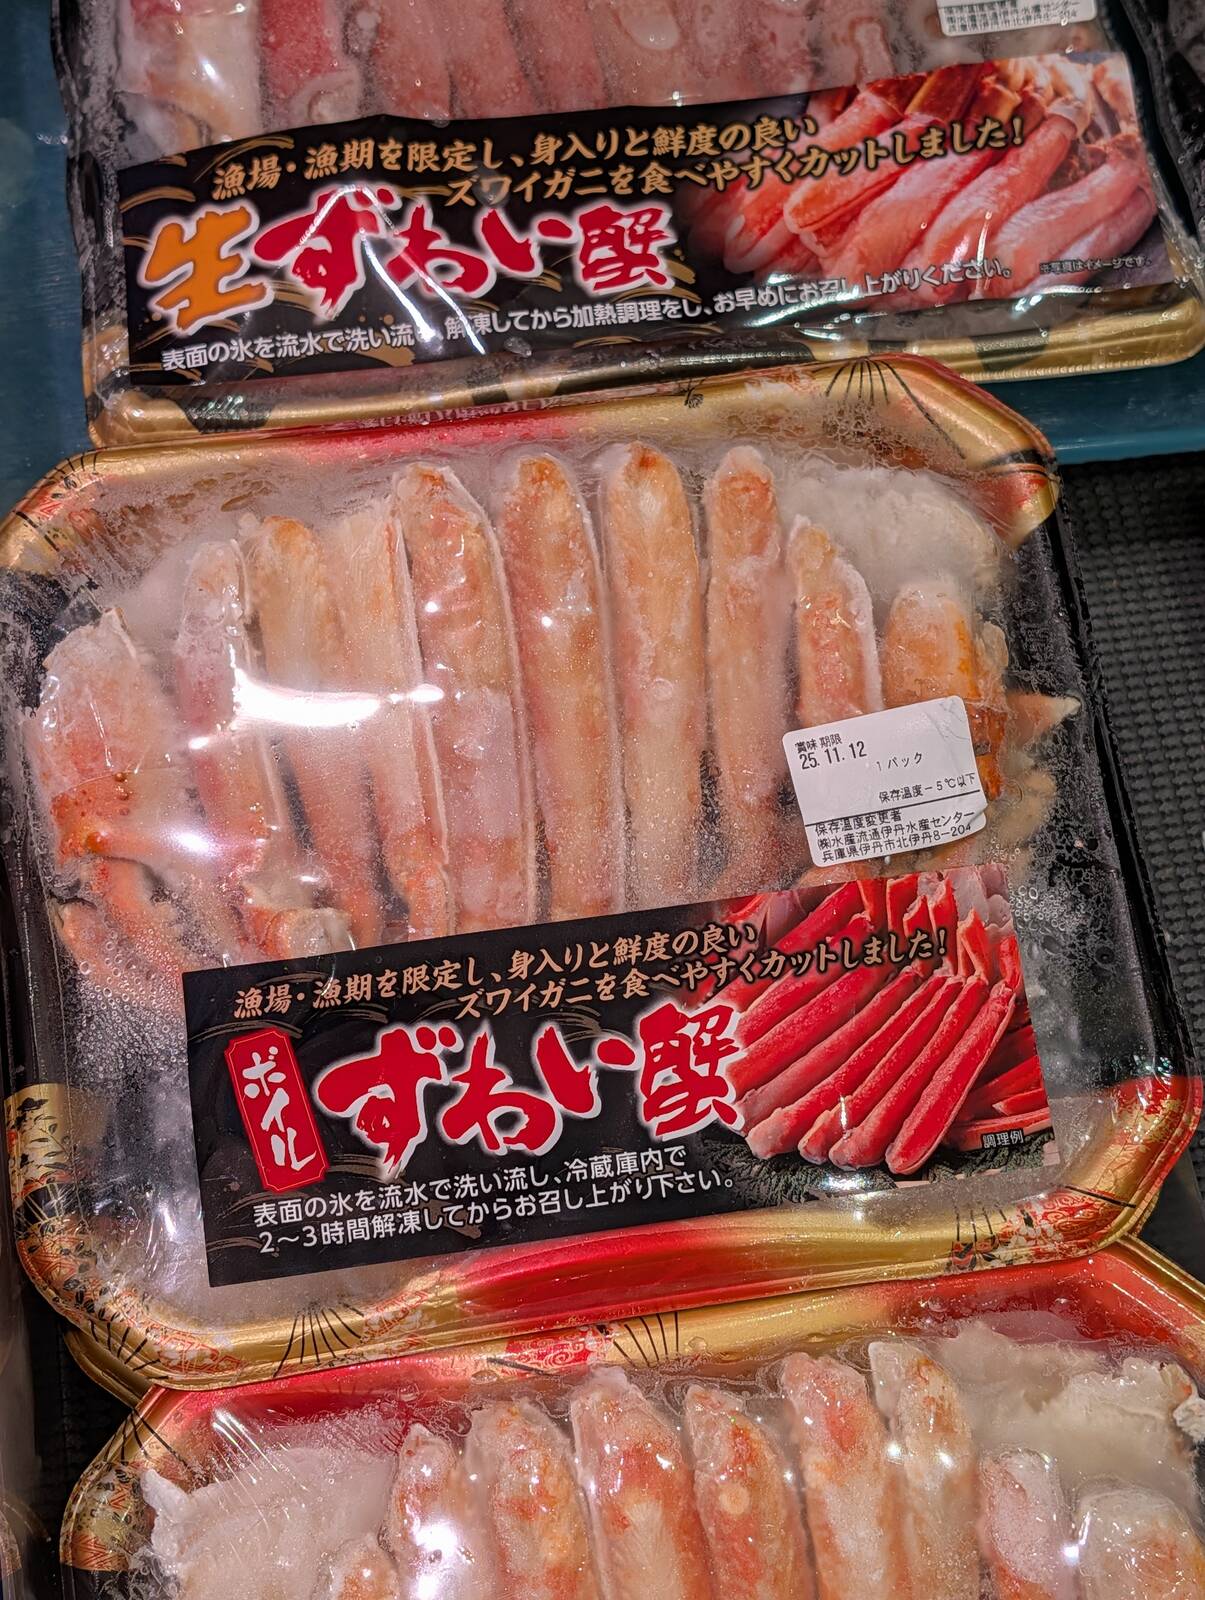 漁場・漁期を限定し、身入りと鮮度の良い
ズワイガニを食べやすくカットしました!
生ずわい蟹
表面の氷を流水で洗い流 解凍してから加熱調理をし、お早めにお召し上がりください。
※写真はイメージです。
賞味期限
25.11.12
1パック
保存温度-5℃以下
保存温度変更者
㈱水産流通伊丹水産センター
兵庫県伊丹市北伊丹8-204
漁場・漁期を限定し、身入りと鮮度の良い
ズワイガニを食べやすくカットしました!
ボイル
ずわい蟹
調理例
表面の氷を流水で洗い流し、冷蔵庫内で
2〜3時間解凍してからお召し上がり下さい。